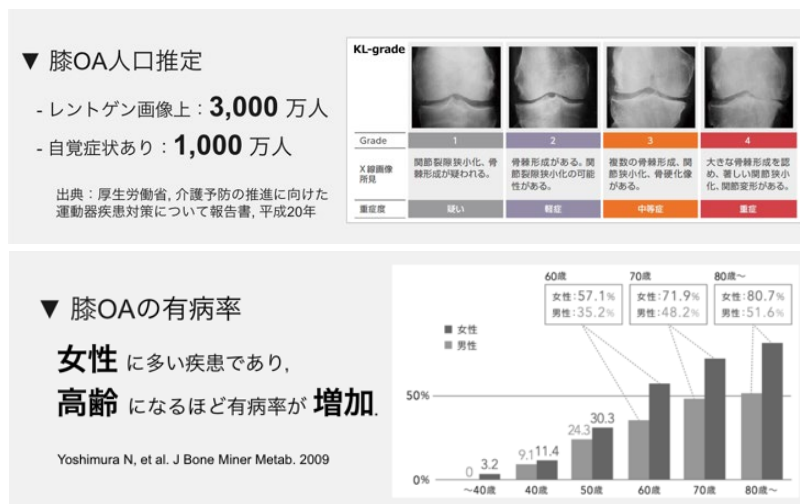 ▼ 膝OA人口推定
- レントゲン画像上：3,000 万人
- 自覚症状あり：1,000 万人
出典：厚生労働省, 介護予防の推進に向けた
運動器疾患対策について報告書, 平成20年
KL-grade
Grade 1 2 3 4
X線画像
所見
関節裂隙狭小化、骨
棘形成が疑われる。
骨棘形成がある。関
節裂隙狭小化の可能
性がある。
複数の骨棘形成、関
節狭小化、骨硬化像
がある。
大きな骨棘形成を認
め、著しい関節狭小
化、関節変形がある。
重症度 疑い 軽症 中等症 重症
▼ 膝OAの有病率
女性 に多い疾患であり,
高齢 になるほど有病率が 増加.
Yoshimura N, et al. J Bone Miner Metab. 2009
60歳
女性：57.1%
男性：35.2%
70歳
女性：71.9%
男性：48.2%
80歳～
女性：80.7%
男性：51.6%
■ 女性
■ 男性
50%
0%
0 3.2
9.1 11.4
24.3 30.3
～40歳 40歳 50歳 60歳 70歳 80歳～